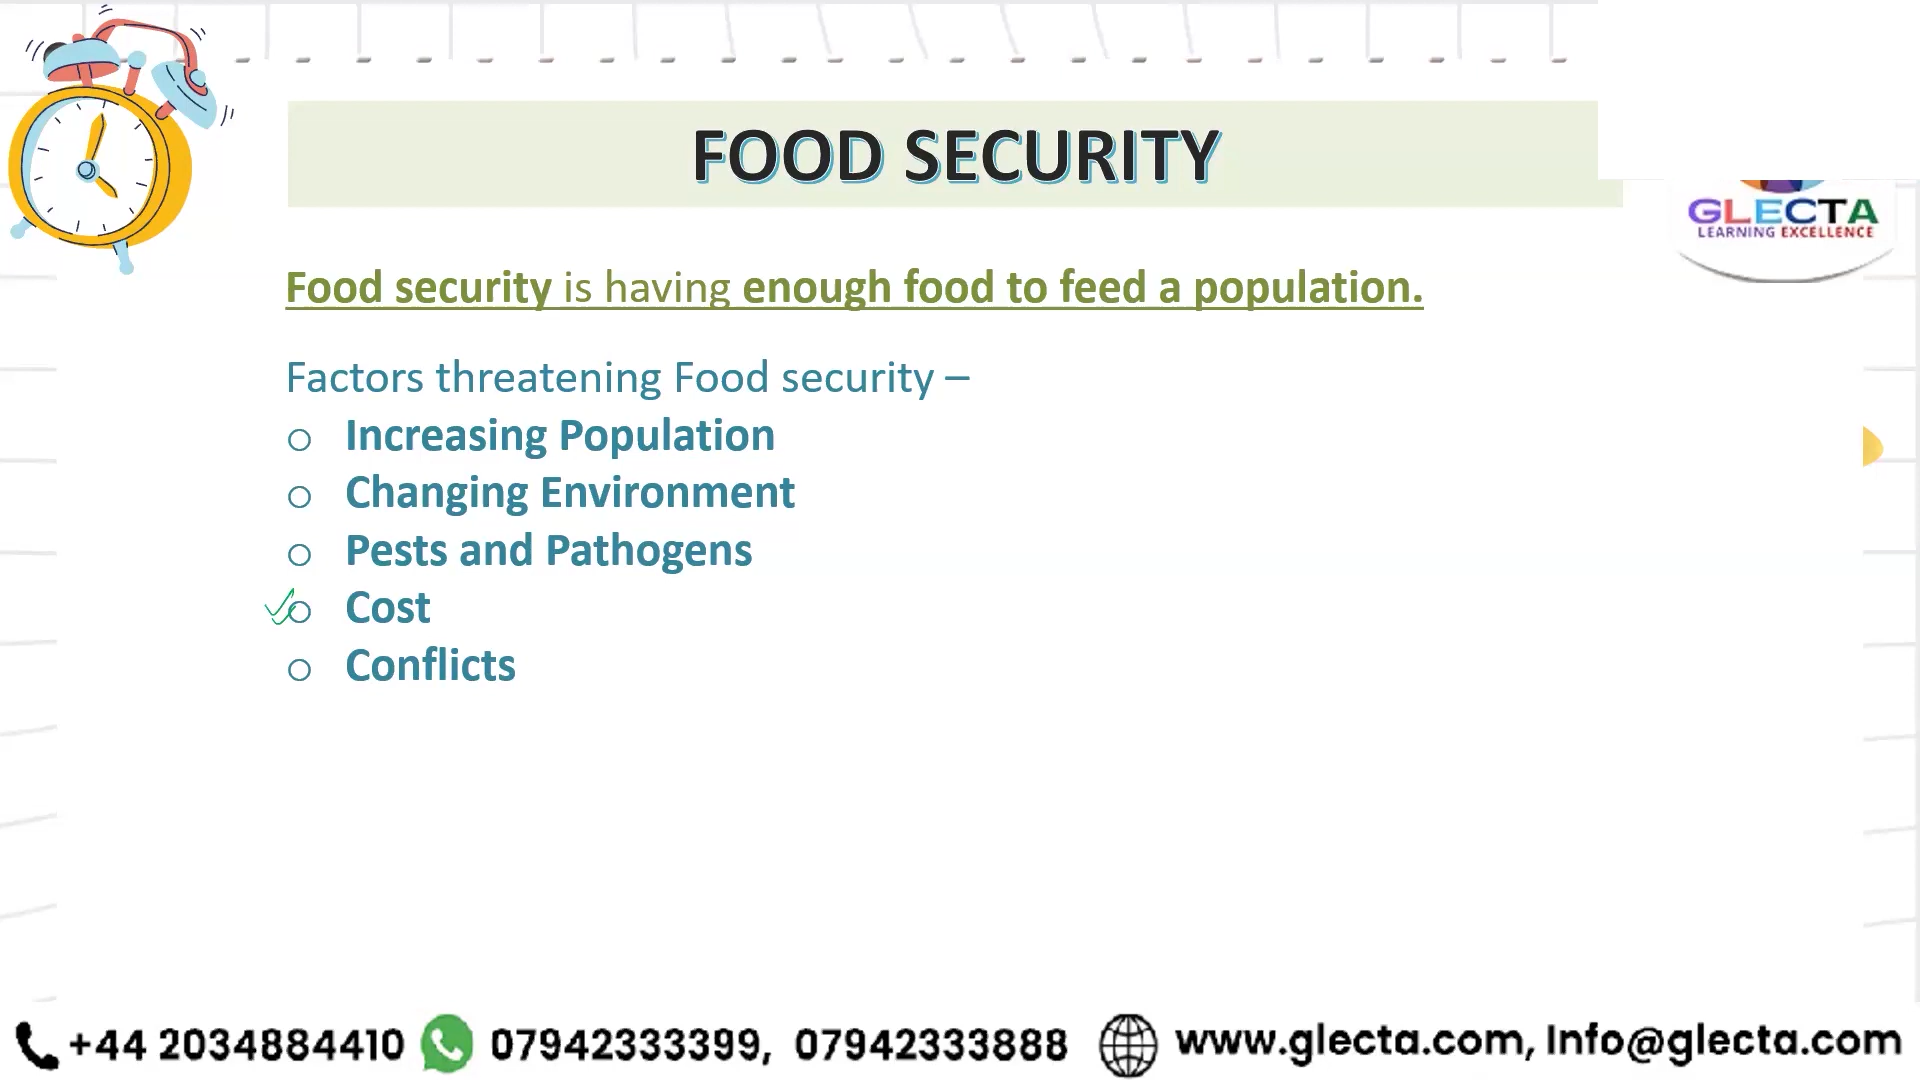 FOOD SECURITY
GLECTA
LEARNING EXCELLENCE
Food security is having enough food to feed a population.
Factors threatening Food security –
o Increasing Population
o Changing Environment
o Pests and Pathogens
o Cost
o Conflicts
+44 2034884410 07942333399, 07942333888 www.glecta.com, Info@glecta.com